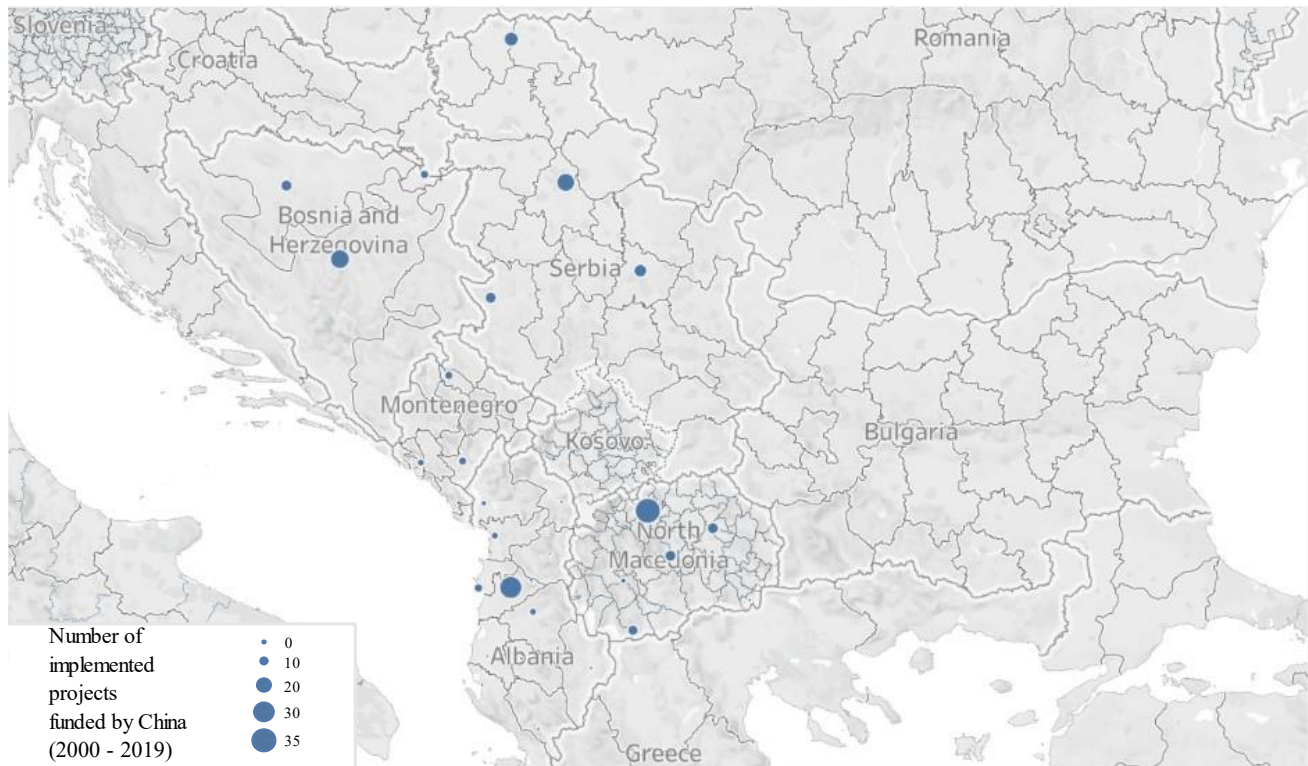 Slovenia
Croatia
Romania
Bosnia and
Herzegovina
Serbia
Montenegro
Kosovo
Bulgaria
North
Macedonia
Albania
Greece
Number of
implemented
projects
funded by China
(2000 - 2019)
0
10
20
30
35